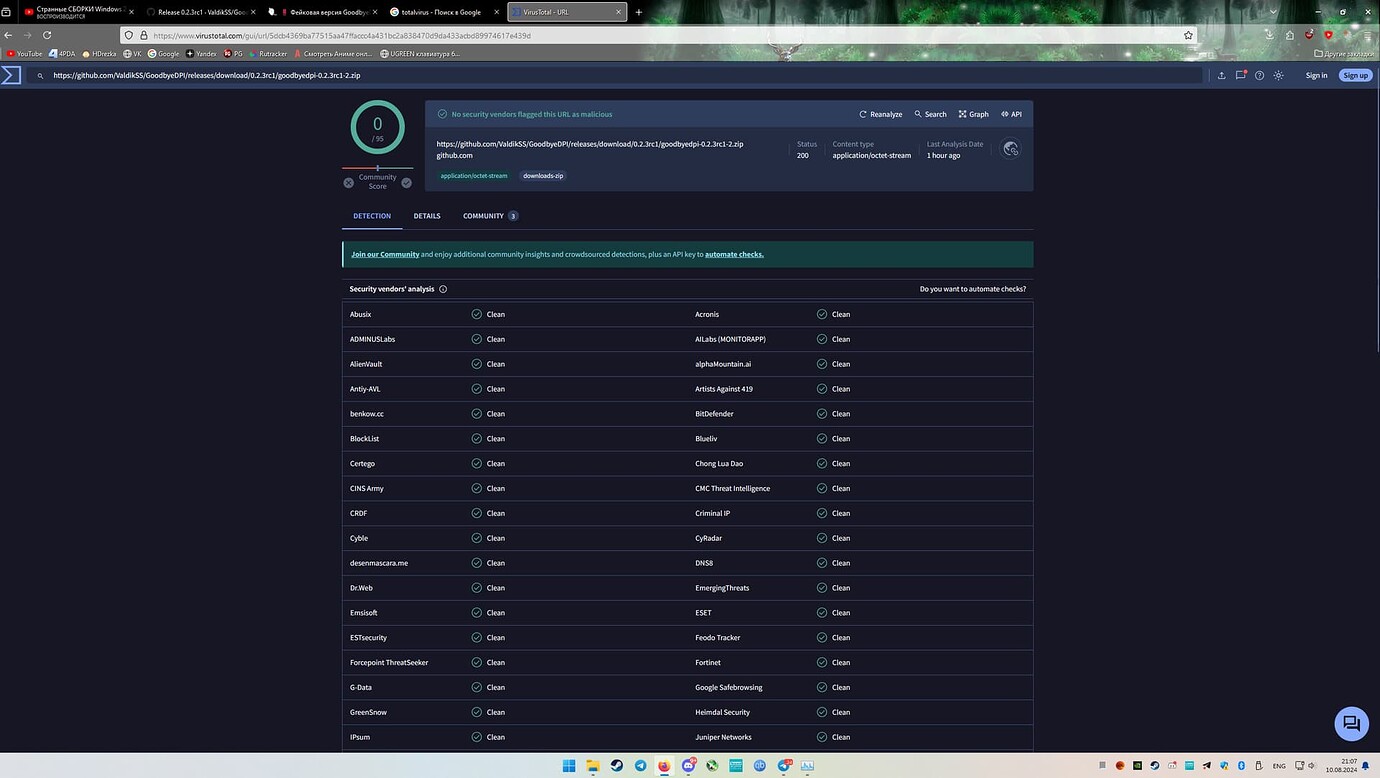 Странные СБОРКИ Windows
ВОСПРОИЗВОДИТСЯ
Release 0.2.3rc1 · ValdikSS/Goo
Фейковая версия Goodbye
totalvirus - Поиск в Google
VirusTotal - URL
https://www.virustotal.com/gui/url/5dcb4369ba77515aa47ffaccc4a431bc2a838470d9da433acbd89974617e439d
YouTube
4PDA
HDrezka
VK
Google
Yandex
PG
Rutracker
Смотреть Аниме онл...
UGREEN клавиатура 6...
Другие закладки
https://github.com/ValdikSS/GoodbyeDPI/releases/download/0.2.3rc1/goodbyedpi-0.2.3rc1-2.zip
Sign in
Sign up
0
/ 95
Community
Score
No security vendors flagged this URL as malicious
Reanalyze
Search
Graph
API
https://github.com/ValdikSS/GoodbyeDPI/releases/download/0.2.3rc1/goodbyedpi-0.2.3rc1-2.zip
github.com
Status
200
Content type
application/octet-stream
Last Analysis Date
1 hour ago
application/octet-stream
downloads-zip
DETECTION
DETAILS
COMMUNITY 3
Join our Community and enjoy additional community insights and crowdsourced detections, plus an API key to automate checks.
Security vendors' analysis
Do you want to automate checks?
Abusix Clean Acronis Clean
ADMINUSLabs Clean AILabs (MONITORAPP) Clean
AlienVault Clean alphaMountain.ai Clean
Antiy-AVL Clean Artists Against 419 Clean
benkow.cc Clean BitDefender Clean
BlockList Clean Blueliv Clean
Certego Clean Chong Lua Dao Clean
CINS Army Clean CMC Threat Intelligence Clean
CRDF Clean Criminal IP Clean
Cyble Clean CyRadar Clean
desenmascara.me Clean DNS8 Clean
Dr.Web Clean EmergingThreats Clean
Emsisoft Clean ESET Clean
ESTsecurity Clean Feodo Tracker Clean
Forcepoint ThreatSeeker Clean Fortinet Clean
G-Data Clean Google Safebrowsing Clean
GreenSnow Clean Heimdal Security Clean
IPsum Clean Juniper Networks Clean
ENG
21:07
10.08.2024